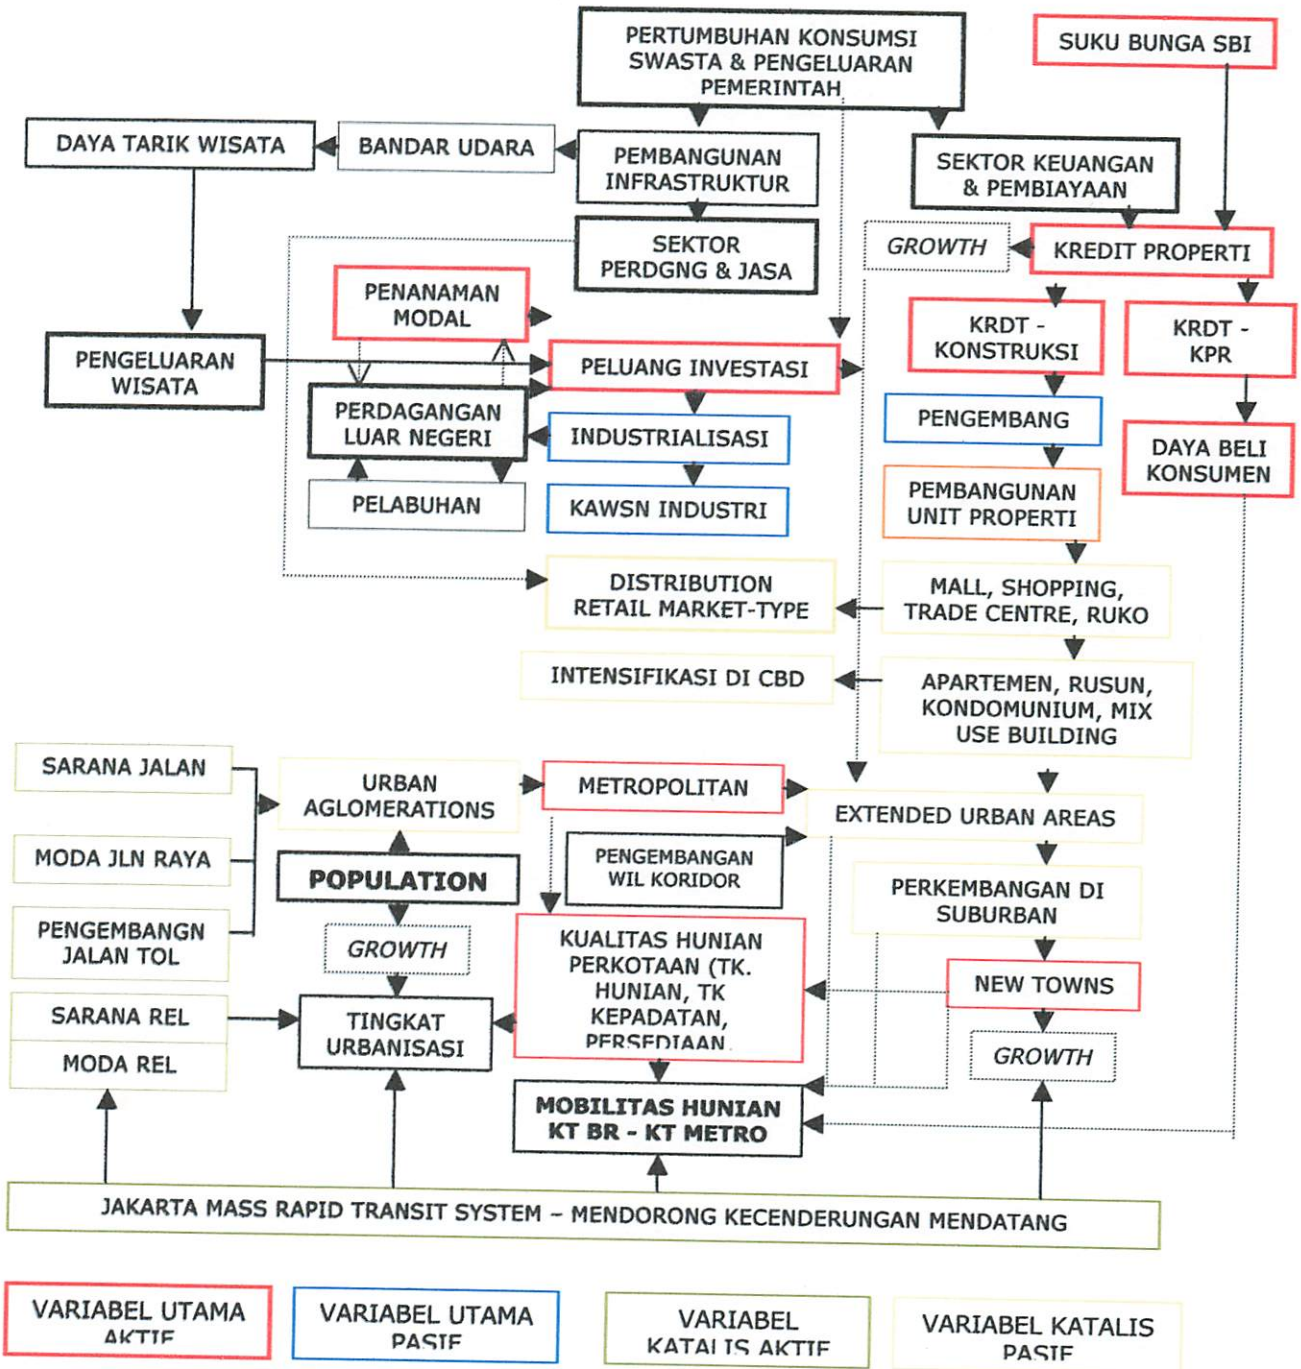 PERTUMBUHAN KONSUMSI
SWASTA & PENGELUARAN
PEMERINTAH
SUKU BUNGA SBI
DAYA TARIK WISATA
BANDAR UDARA
PEMBANGUNAN
INFRASTRUKTUR
SEKTOR KEUANGAN
& PEMBIAYAAN
SEKTOR
PERDGNG & JASA
GROWTH
KREDIT PROPERTI
PENANAMAN
MODAL
KRDT -
KONSTRUKSI
KRDT -
KPR
PENGELUARAN
WISATA
PELUANG INVESTASI
PERDAGANGAN
LUAR NEGERI
INDUSTRIALISASI
PENGEMBANG
DAYA BELI
KONSUMEN
PELABUHAN
KAWSN INDUSTRI
PEMBANGUNAN
UNIT PROPERTI
DISTRIBUTION
RETAIL MARKET-TYPE
MALL, SHOPPING,
TRADE CENTRE, RUKO
INTENSIFIKASI DI CBD
APARTEMEN, RUSUN,
KONDOMUNIUM, MIX
USE BUILDING
SARANA JALAN
URBAN
AGLOMERATIONS
METROPOLITAN
EXTENDED URBAN AREAS
MODA JLN RAYA
POPULATION
PENGEMBANGAN
WIL KORIDOR
PERKEMBANGAN DI
SUBURBAN
PENGEMBANGN
JALAN TOL
GROWTH
KUALITAS HUNIAN
PERKOTAAN (TK.
HUNIAN, TK
KEPADATAN,
PERSEDIAAN
NEW TOWNS
SARANA REL
MODA REL
TINGKAT
URBANISASI
GROWTH
MOBILITAS HUNIAN
KT BR - KT METRO
JAKARTA MASS RAPID TRANSIT SYSTEM – MENDORONG KECENDERUNGAN MENDATANG
VARIABEL UTAMA
AKTIF
VARIABEL UTAMA
PASIF
VARIABEL
KATALIS AKTIF
VARIABEL KATALIS
PASIF